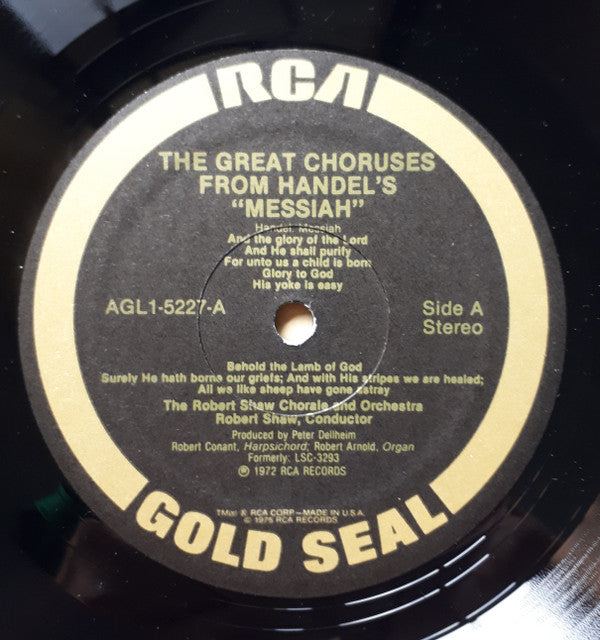 RCA
THE GREAT CHORUSES
FROM HANDEL'S
“MESSIAH”
Handel: Messiah
And the glory of the Lord
And He shall purify
For unto us a child is born
Glory to God
His yoke is easy
AGL1-5227-A
Side A
Stereo
Behold the Lamb of God
Surely He hath borne our griefs; And with His stripes we are healed;
All we like sheep have gone astray
The Robert Shaw Chorale and Orchestra
Robert Shaw, Conductor
Produced by Peter Dellheim
Robert Conant, Harpsichord; Robert Arnold, Organ
Formerly: LSC-3293
℗ 1972 RCA RECORDS
TM(s) ® RCA CORP—MADE IN U.S.A.
© 1975 RCA RECORDS
GOLD SEAL